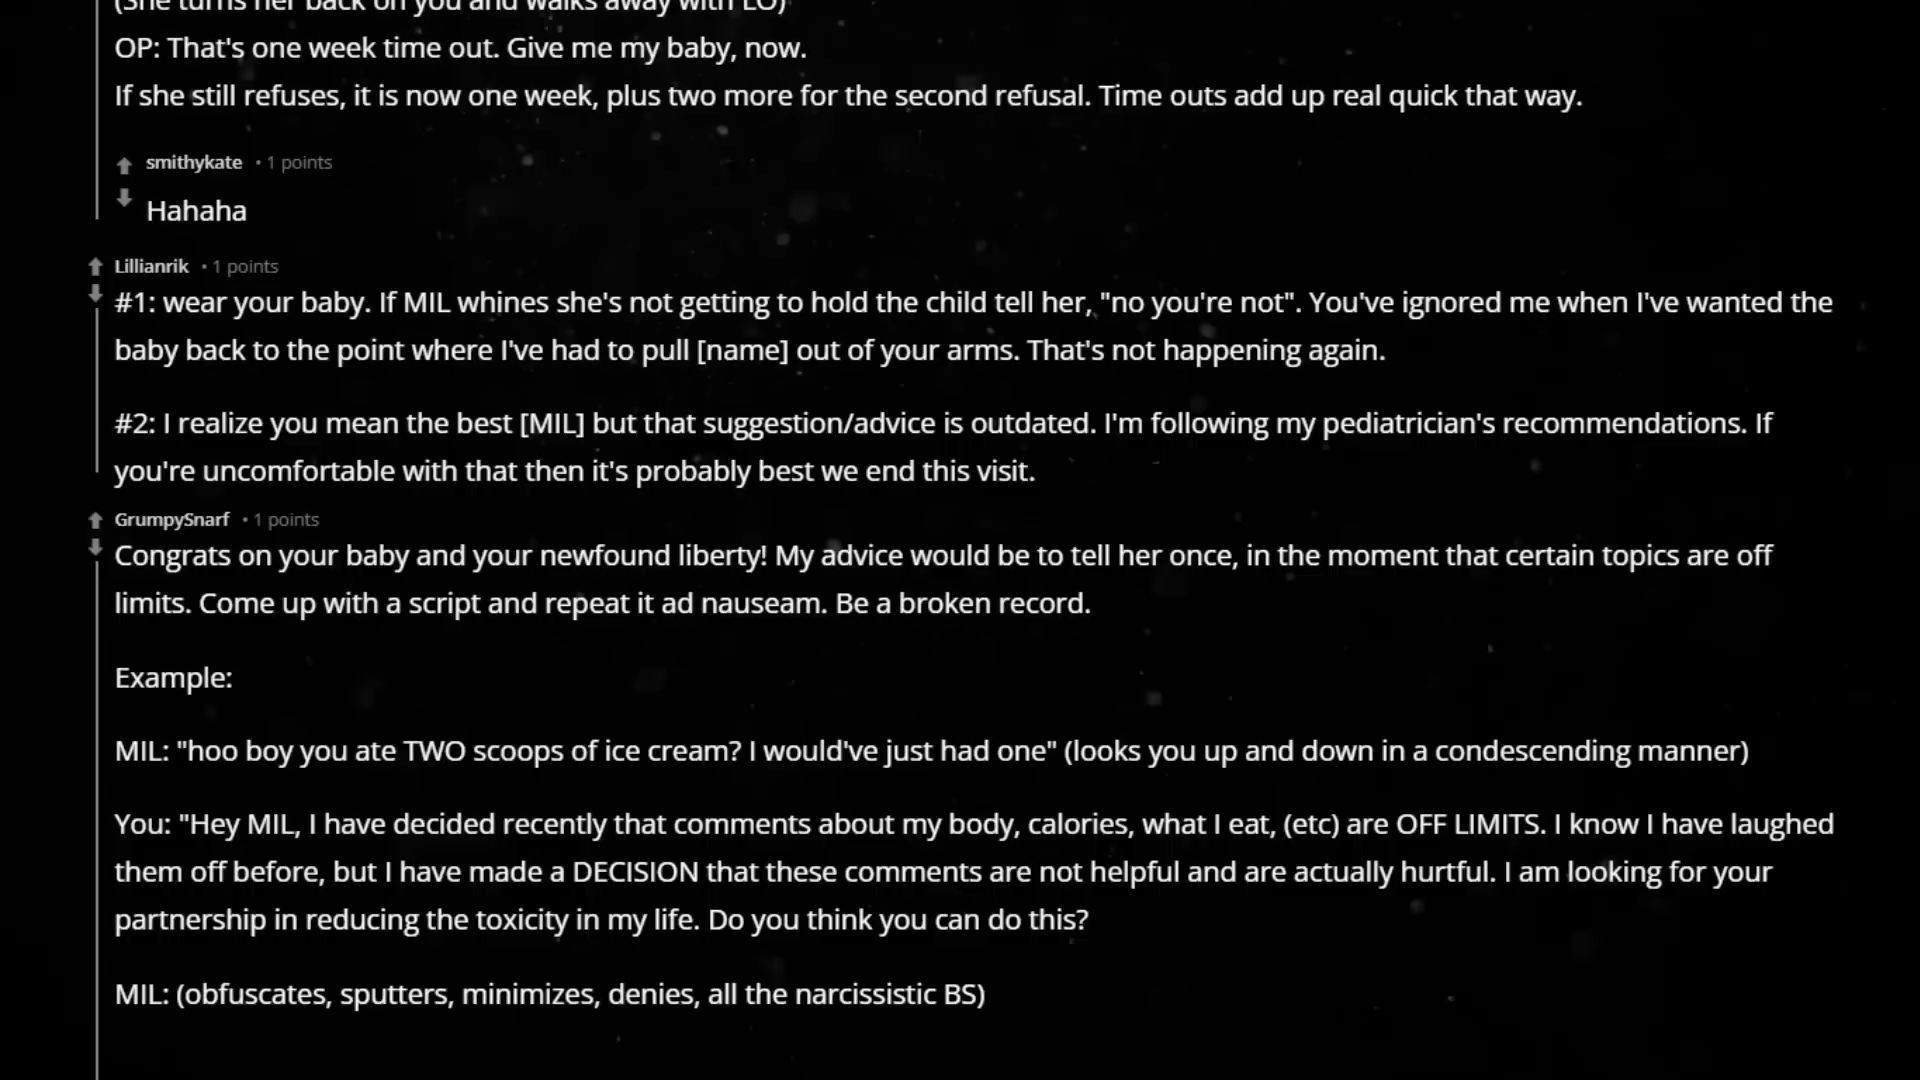 (She turns her back on you and walks away with LO)
OP: That's one week time out. Give me my baby, now.
If she still refuses, it is now one week, plus two more for the second refusal. Time outs add up real quick that way.
smithykate • 1 points
Hahaha
Lillianrik • 1 points
#1: wear your baby. If MIL whines she's not getting to hold the child tell her, "no you're not". You've ignored me when I've wanted the
baby back to the point where I've had to pull [name] out of your arms. That's not happening again.
#2: I realize you mean the best [MIL] but that suggestion/advice is outdated. I'm following my pediatrician's recommendations. If
you're uncomfortable with that then it's probably best we end this visit.
GrumpySnarf • 1 points
Congrats on your baby and your newfound liberty! My advice would be to tell her once, in the moment that certain topics are off
limits. Come up with a script and repeat it ad nauseam. Be a broken record.
Example:
MIL: "hoo boy you ate TWO scoops of ice cream? I would've just had one" (looks you up and down in a condescending manner)
You: "Hey MIL, I have decided recently that comments about my body, calories, what I eat, (etc) are OFF LIMITS. I know I have laughed
them off before, but I have made a DECISION that these comments are not helpful and are actually hurtful. I am looking for your
partnership in reducing the toxicity in my life. Do you think you can do this?
MIL: (obfuscates, sputters, minimizes, denies, all the narcissistic BS)